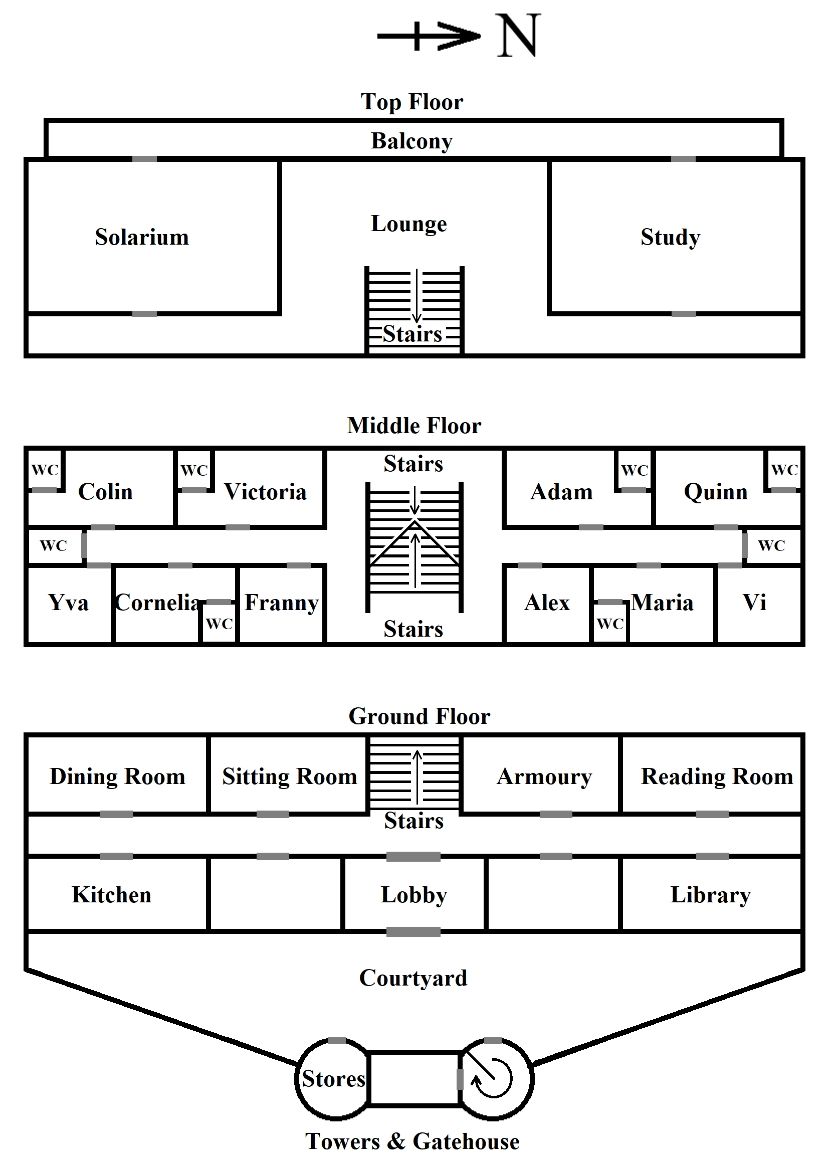 N
Top Floor
Balcony
Lounge
Solarium
Study
Stairs
Middle Floor
WC
WC
Stairs
WC
WC
Colin
Victoria
Adam
Quinn
WC
WC
Yva
Cornelia
Franny
Alex
Maria
Vi
WC
WC
Stairs
Ground Floor
Dining Room
Sitting Room
Armoury
Reading Room
Stairs
Kitchen
Lobby
Library
Courtyard
Stores
Towers & Gatehouse